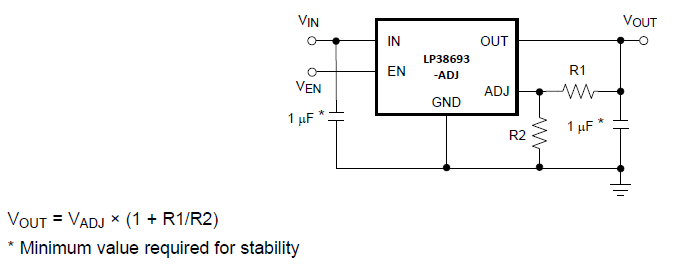 VIN
VOUT
IN
OUT
LP38693
-ADJ
EN
VEN
ADJ
GND
R1
R2
1 µF *
1 µF *
VOUT = VADJ × (1 + R1/R2)
* Minimum value required for stability